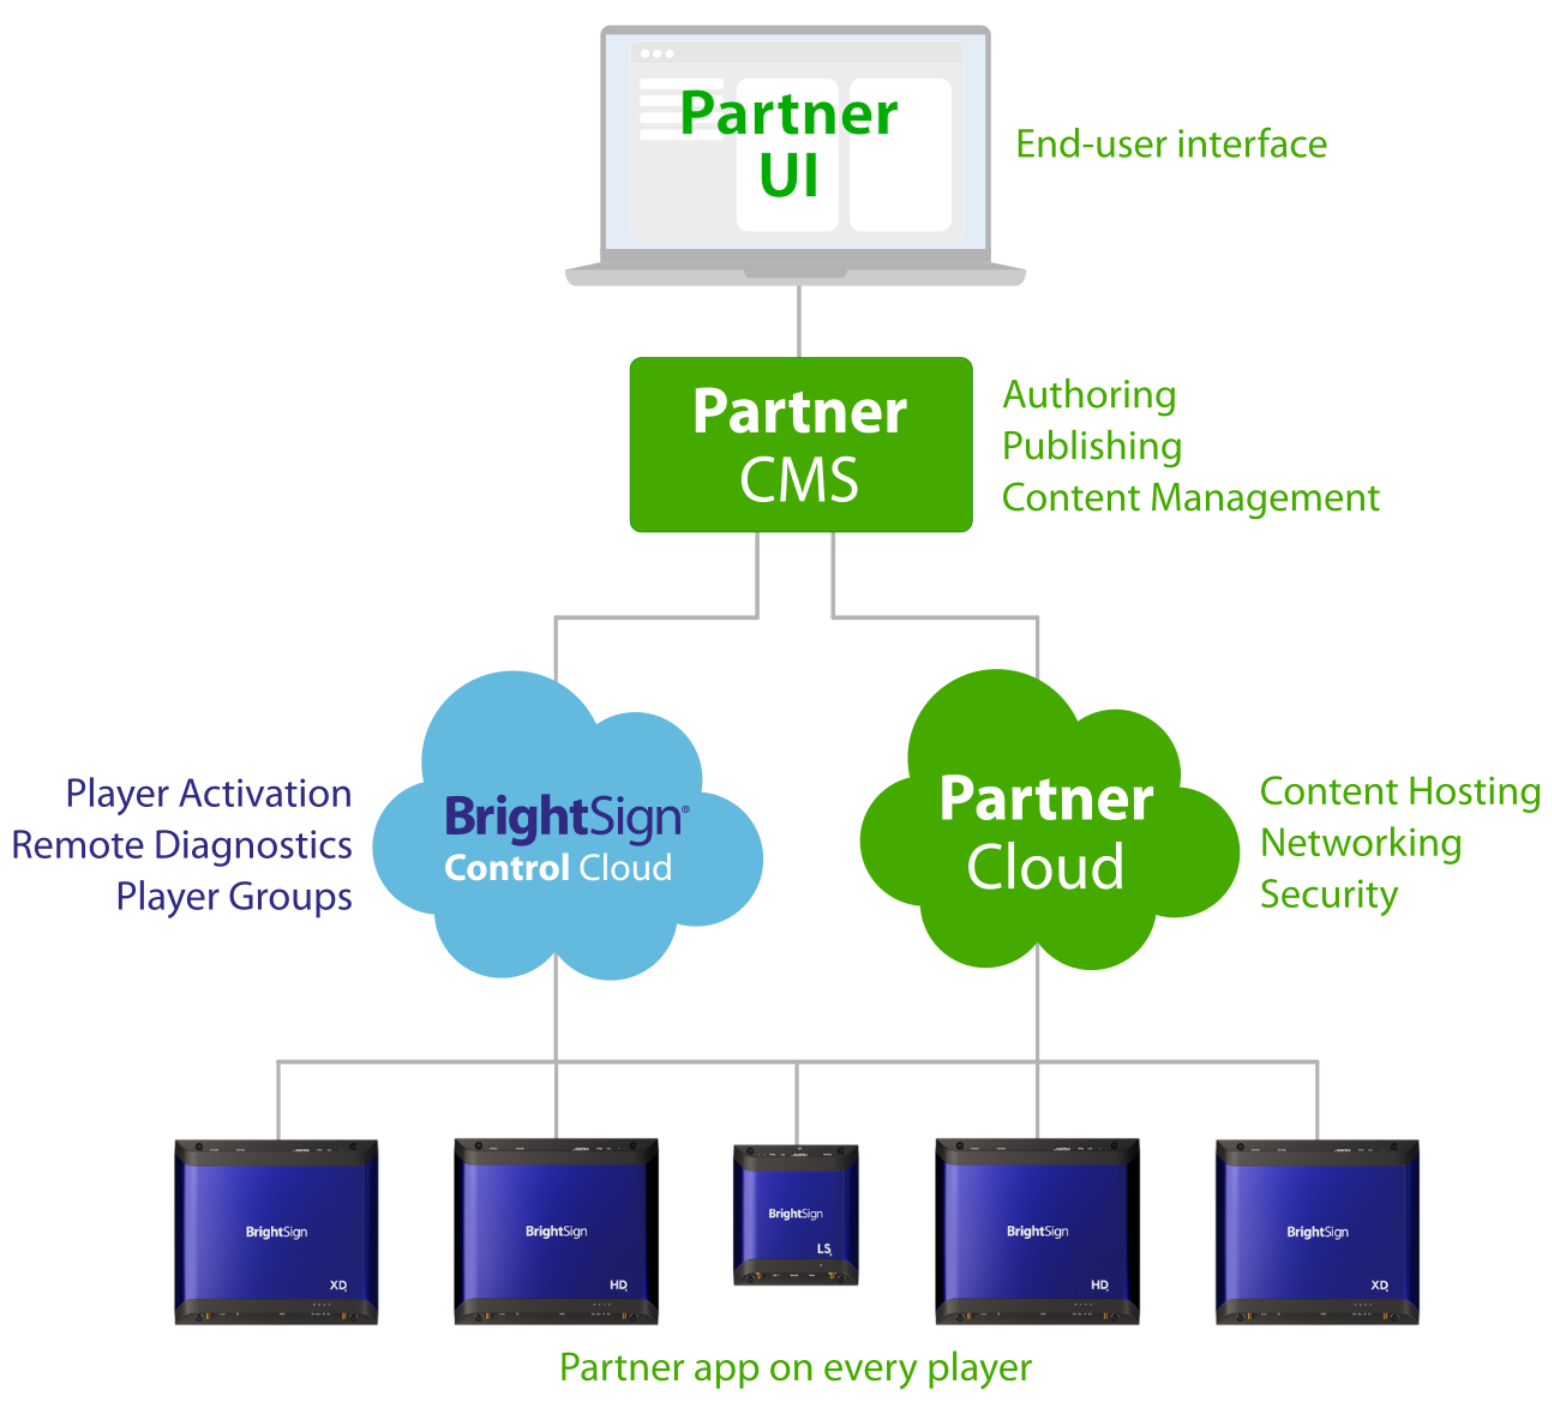 Partner
UI
End-user interface
Partner
CMS
Authoring
Publishing
Content Management
Player Activation
Remote Diagnostics
Player Groups
BrightSign®
Control Cloud
Partner
Cloud
Content Hosting
Networking
Security
BrightSign
XD
BrightSign
HD
BrightSign
LS
BrightSign
HD
BrightSign
XD
Partner app on every player